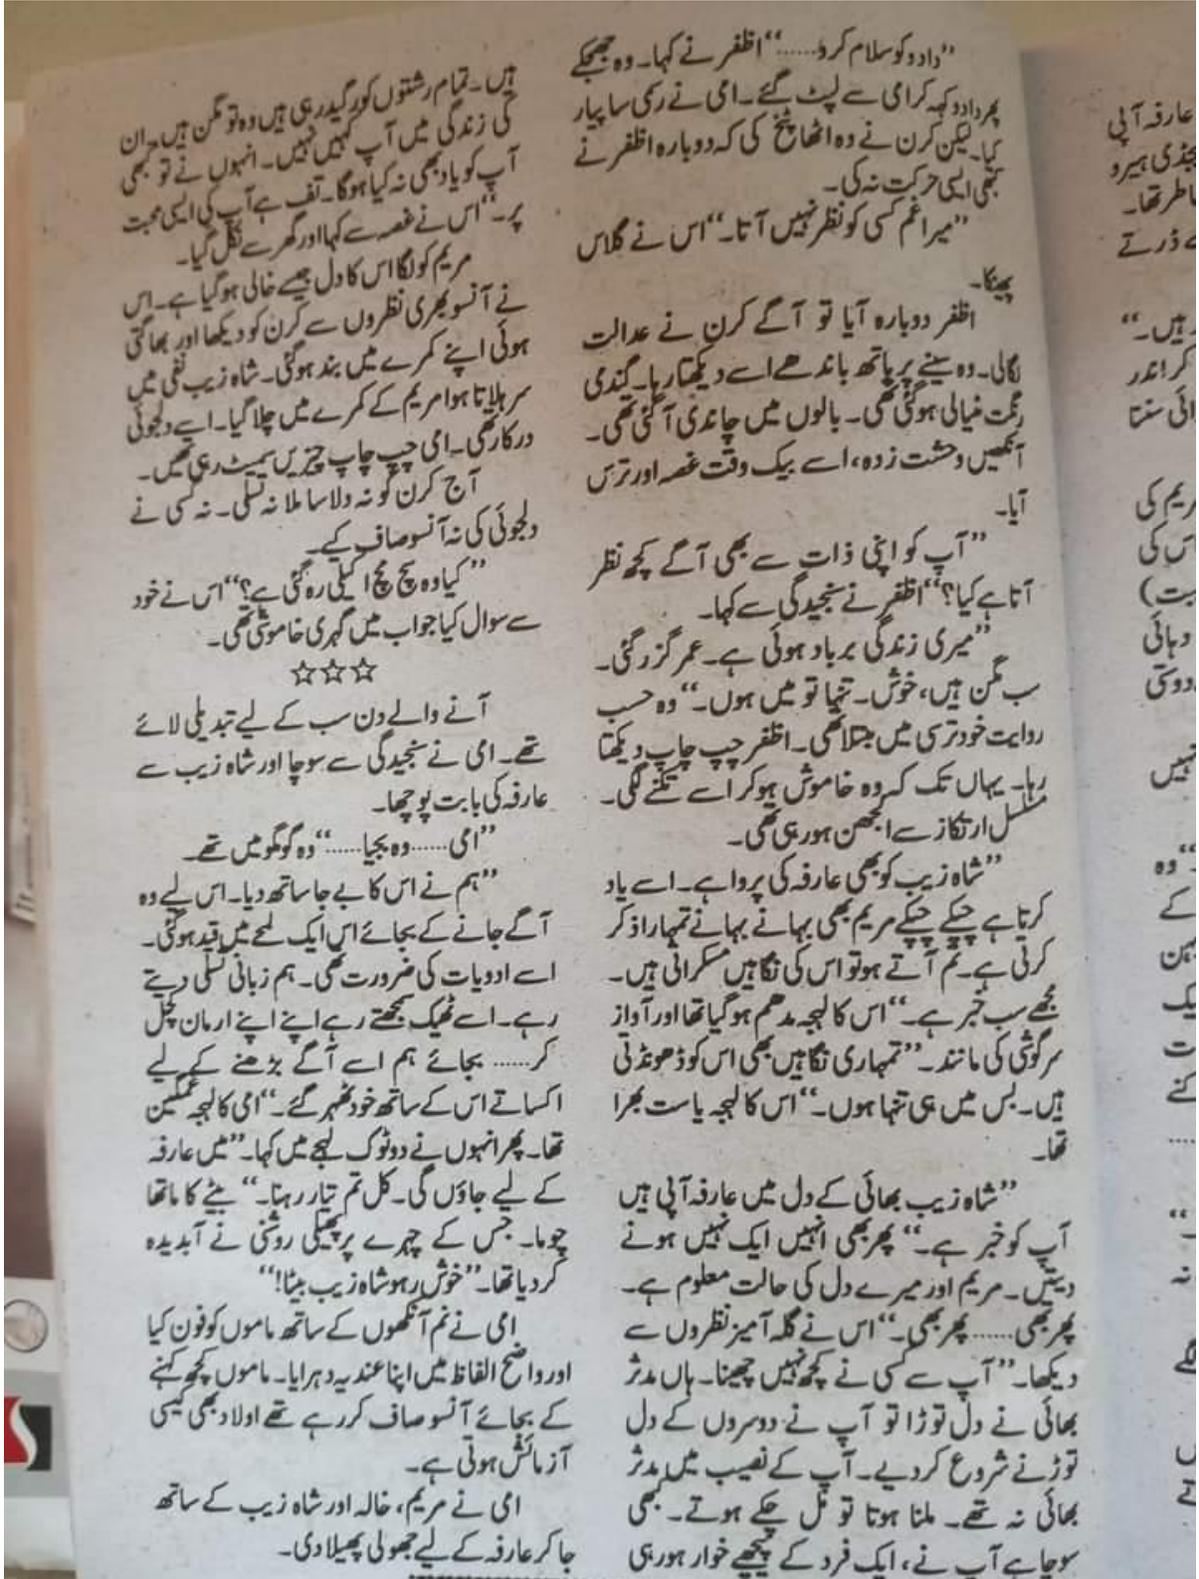 ”دادو کو سلام کرو......“ اظفر نے کہا۔ وہ جھجکے
پھر دادو کہہ کر امی سے لپٹ گئے۔ امی نے رسمی سا پیار
کیا۔ لیکن کرن نے وہ اٹھا پٹخ کی کہ دوبارہ اظفر نے
کبھی ایسی حرکت نہ کی۔
”میرا غم کسی کو نظر نہیں آتا۔“ اس نے گلاس
پھینکا۔
اظفر دوبارہ آیا تو آگے کرن نے عدالت
لگالی۔ وہ سینے پر ہاتھ باندھے اسے دیکھتا رہا۔ گندمی
رنگت مٹیالی ہوگئی تھی۔ بالوں میں چاندی آ گئی تھی۔
آنکھیں وحشت زدہ، اسے بیک وقت غصہ اور ترس
آیا۔
”آپ کو اپنی ذات سے بھی آگے کچھ نظر
آتا ہے کیا؟“ اظفر نے سنجیدگی سے کہا۔
”میری زندگی برباد ہوئی ہے۔ عمر گزر گئی۔
سب مگن ہیں، خوش۔ تنہا تو میں ہوں۔“ وہ حسب
روایت خود ترسی میں مبتلا تھی۔ اظفر چپ چاپ دیکھتا
رہا۔ یہاں تک کہ وہ خاموش ہوکر اسے تکنے لگی۔
مسلسل ارتکاز سے الجھن ہورہی تھی۔
”شاہ زیب کو بھی عارفہ کی پروا ہے۔ اسے یاد
کرتا ہے چپکے چپکے مریم بھی بہانے بہانے تمہارا ذکر
کرتی ہے۔ تم آتے ہو تو اس کی نگاہیں مسکراتی ہیں۔
مجھے سب خبر ہے۔“ اس کا لہجہ مدھم ہو گیا تھا اور آواز
سرگوشی کی مانند۔ ”تمہاری نگاہیں بھی اس کو ڈھونڈتی
ہیں۔ بس میں ہی تنہا ہوں۔“ اس کا لہجہ یاست بھرا
تھا۔
”شاہ زیب بھائی کے دل میں عارفہ آپی ہیں
آپ کو خبر ہے۔“ پھر بھی انہیں ایک نہیں ہونے
دیتیں۔ مریم اور میرے دل کی حالت معلوم ہے۔
پھر بھی...... پھر بھی۔“ اس نے گلہ آمیز نظروں سے
دیکھا۔ ”آپ سے کسی نے کچھ نہیں چھینا۔ ہاں مدثر
بھائی نے دل توڑا تو آپ نے دوسروں کے دل
توڑنے شروع کردیے۔ آپ کے نصیب میں مدثر
بھائی نہ تھے۔ ملنا ہوتا تو مل چکے ہوتے۔ کبھی
سوچا ہے آپ نے، ایک فرد کے پیچھے خوار ہو رہی
ہیں۔ تمام رشتوں کو رگید رہی ہیں وہ تو مگن ہیں۔ ان
کی زندگی میں آپ کہیں نہیں۔ انہوں نے تو کبھی
آپ کو یاد بھی نہ کیا ہوگا۔ تف ہے آپ کی ایسی محبت
پر۔“ اس نے غصہ سے کہا اور گھر سے نکل گیا۔
مریم کو لگا اس کا دل جیسے خالی ہو گیا ہے۔ اس
نے آنسو بھری نظروں سے کرن کو دیکھا اور بھاگتی
ہوئی اپنے کمرے میں بند ہوگئی۔ شاہ زیب نفی میں
سر ہلاتا ہوا مریم کے کمرے میں چلا گیا۔ اسے دلجوئی
درکار تھی۔ امی چپ چاپ چیزیں سمیٹ رہی تھیں۔
آج کرن کو نہ دلاسا ملا نہ تسلی۔ نہ کسی نے
دلجوئی کی نہ آنسو صاف کیے۔
”کیا وہ سچ مچ اکیلی رہ گئی ہے؟“ اس نے خود
سے سوال کیا جواب میں گہری خاموشی تھی۔
☆☆☆
آنے والے دن سب کے لیے تبدیلی لائے
تھے۔ امی نے سنجیدگی سے سوچا اور شاہ زیب سے
عارفہ کی بابت پوچھا۔
”امی...... وہ بجیا......“ وہ گومگو میں تھے۔
”ہم نے اس کا بے جا ساتھ دیا۔ اس لیے وہ
آگے جانے کے بجائے اس ایک لمحے میں قید ہوگئی۔
اسے ادویات کی ضرورت تھی۔ ہم زبانی تسلی دیتے
رہے۔ اسے ٹھیک سمجھتے رہے اپنے اپنے ارمان کچل
کر...... بجائے ہم اسے آگے بڑھنے کے لیے
اکساتے اس کے ساتھ خود ٹھہر گئے۔“ امی کا لہجہ غمگین
تھا۔ پھر انہوں نے دوٹوک لہجے میں کہا۔ ”میں عارفہ
کے لیے جاؤں گی۔ کل تم تیار رہنا۔“ بیٹے کا ماتھا
چوما۔ جس کے چہرے پر پھیلی روشنی نے آبدیدہ
کردیا تھا۔ ”خوش رہو شاہ زیب بیٹا!“
امی نے نم آنکھوں کے ساتھ ماموں کو فون کیا
اور واضح الفاظ میں اپنا عندیہ دہرایا۔ ماموں کچھ کہنے
کے بجائے آنسو صاف کررہے تھے اولاد بھی کیسی
آزمائش ہوتی ہے۔
امی نے مریم، خالہ اور شاہ زیب کے ساتھ
جا کر عارفہ کے لیے جھولی پھیلا دی۔